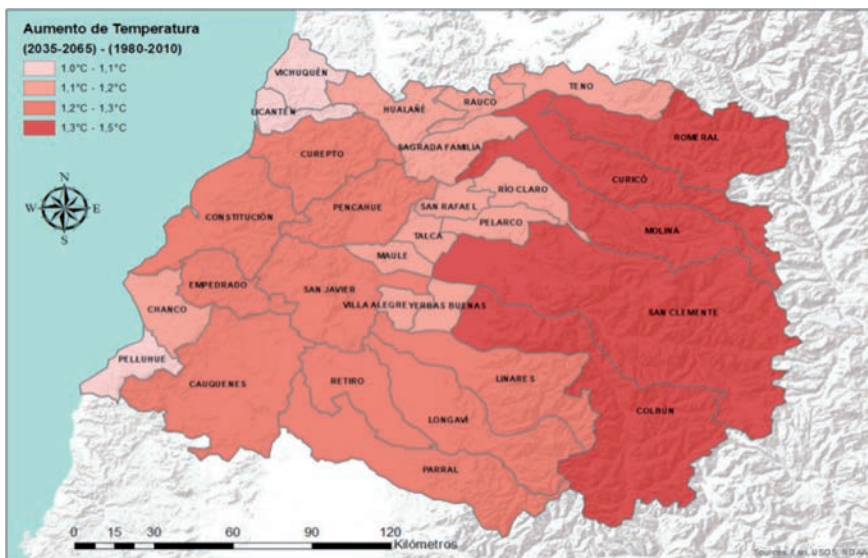 Aumento de Temperatura
(2035-2065) - (1980-2010)
1.0°C - 1,1°C
1,1°C - 1,2°C
1,2°C - 1,3°C
1,3°C - 1,5°C
VICHUQUÉN
LICANTÉN
HUALAÑÉ
RAUCO
TENO
ROMERAL
SAGRADA FAMILIA
CUREPTO
CURICÓ
RÍO CLARO
CONSTITUCIÓN
PENCAHUE
SAN RAFAEL
PELARCO
MOLINA
TALCA
MAULE
N
W
E
S
EMPEDRADO
SAN JAVIER
CHANCO
VILLA ALEGRE
YERBAS BUENAS
SAN CLEMENTE
PELLUHUE
CAUQUENES
RETIRO
LINARES
LONGAVÍ
COLBÚN
PARRAL
0 15 30 60 90 120
Kilómetros